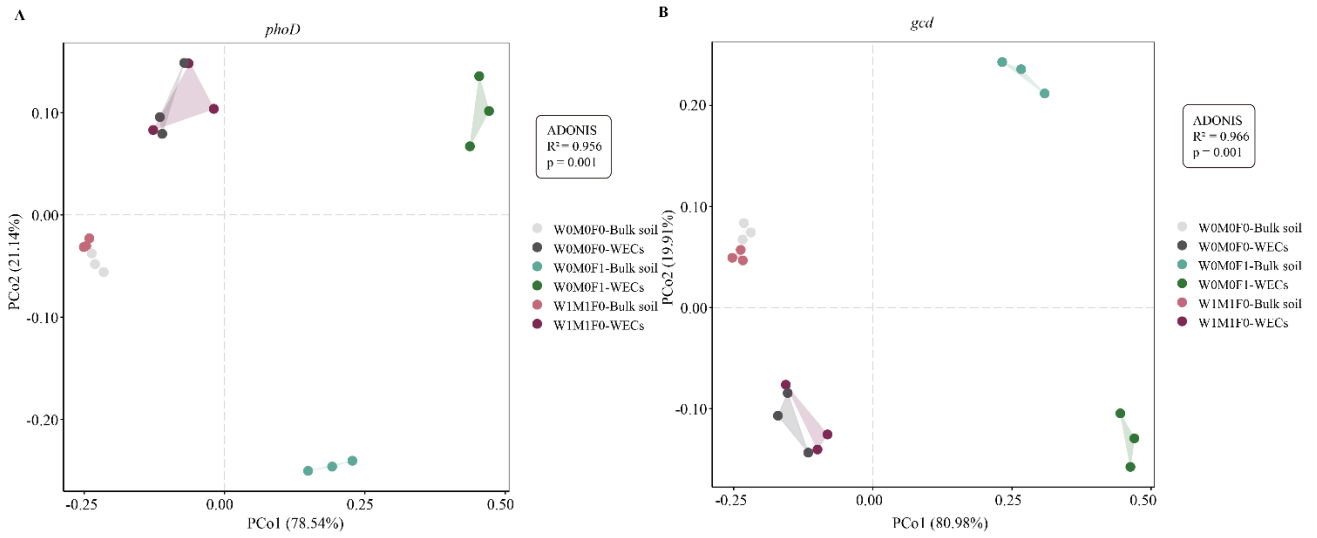 A
phoD
0.10
0.00
-0.10
-0.20
PCo2 (21.14%)
-0.25
0.00
0.25
0.50
PCo1 (78.54%)
ADONIS
R² = 0.956
p = 0.001
W0M0F0-Bulk soil
W0M0F0-WECs
W0M0F1-Bulk soil
W0M0F1-WECs
W1M1F0-Bulk soil
W1M1F0-WECs
B
gcd
0.20
0.10
0.00
-0.10
PCo2 (19.91%)
-0.25
0.00
0.25
0.50
PCo1 (80.98%)
ADONIS
R² = 0.966
p = 0.001
W0M0F0-Bulk soil
W0M0F0-WECs
W0M0F1-Bulk soil
W0M0F1-WECs
W1M1F0-Bulk soil
W1M1F0-WECs